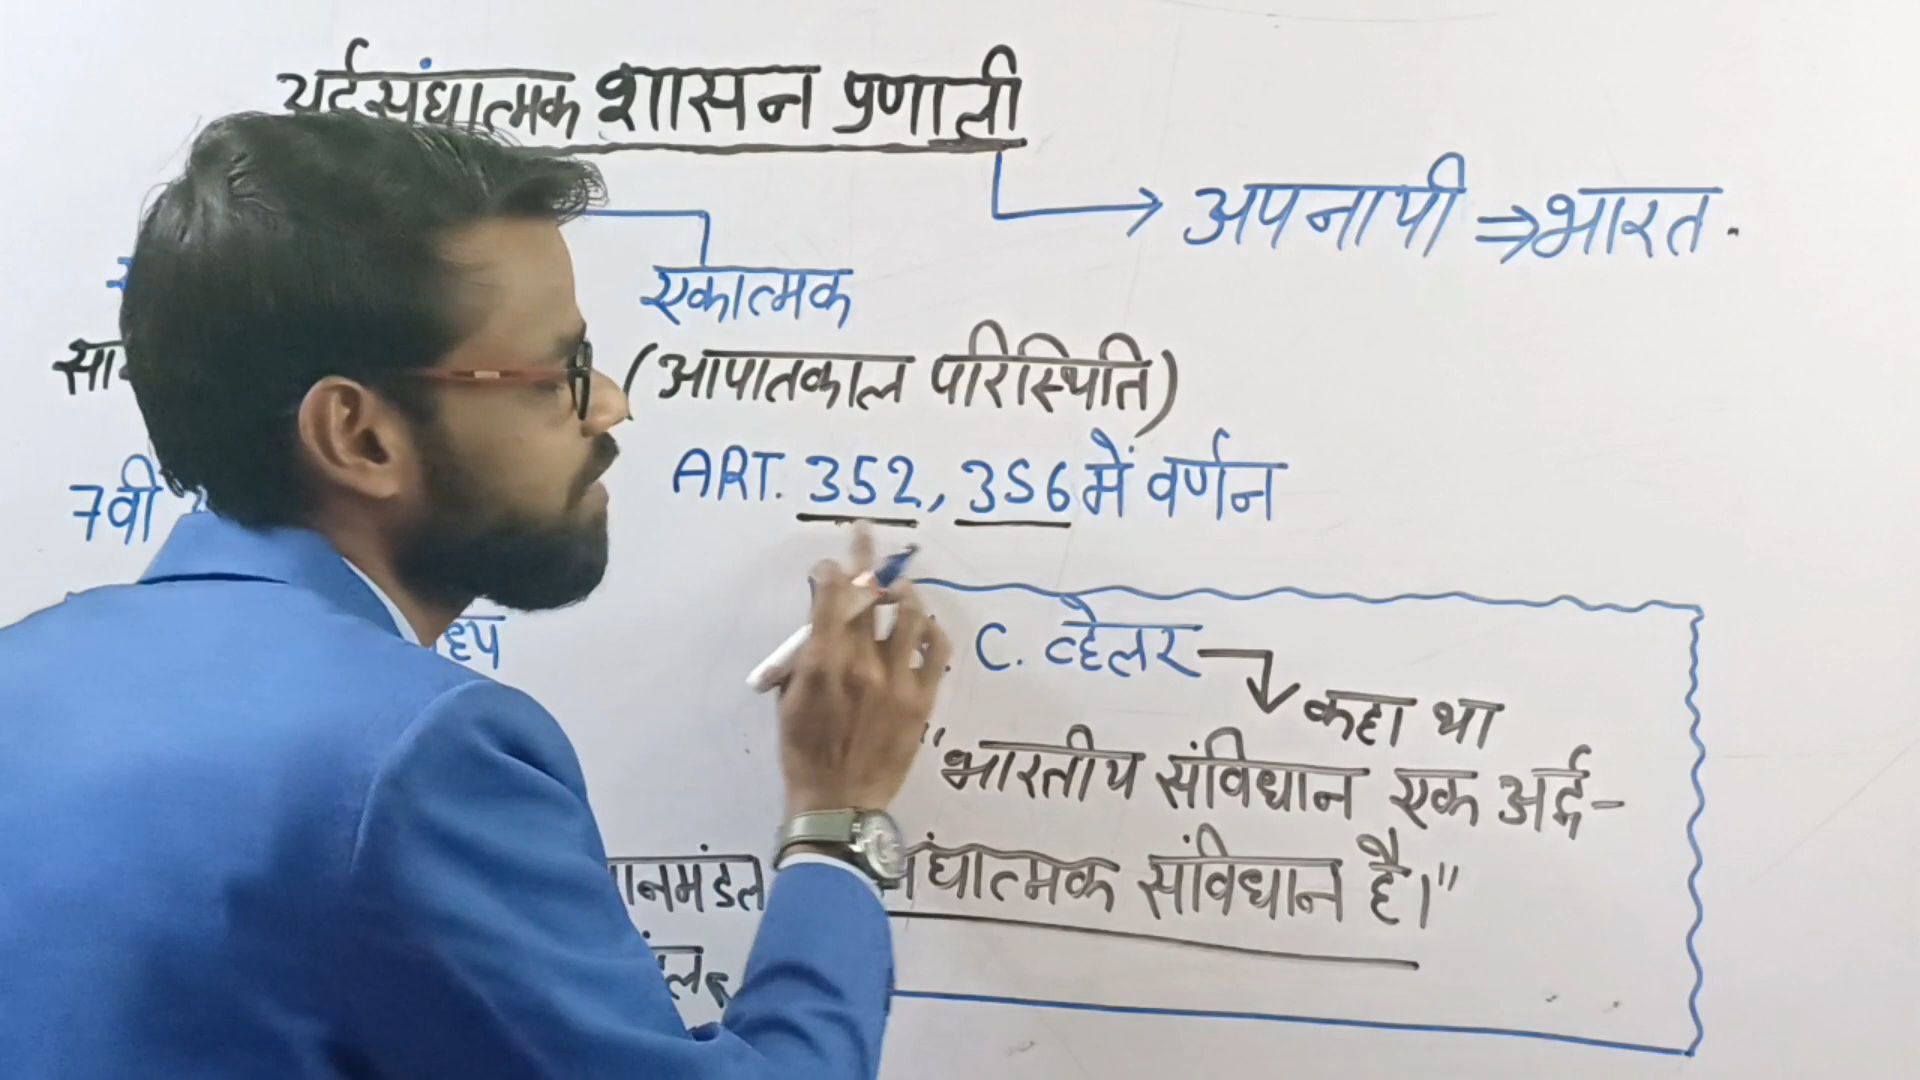 अर्द्धसंघात्मक शासन प्रणाली
अपनायी ⇒ भारत.
एकात्मक
(आपातकाल परिस्थिति)
ART. 352, 356 में वर्णन
7वीं
C. व्हेलर
कहा था
"भारतीय संविधान एक अर्द्ध-
संघात्मक संविधान है।"